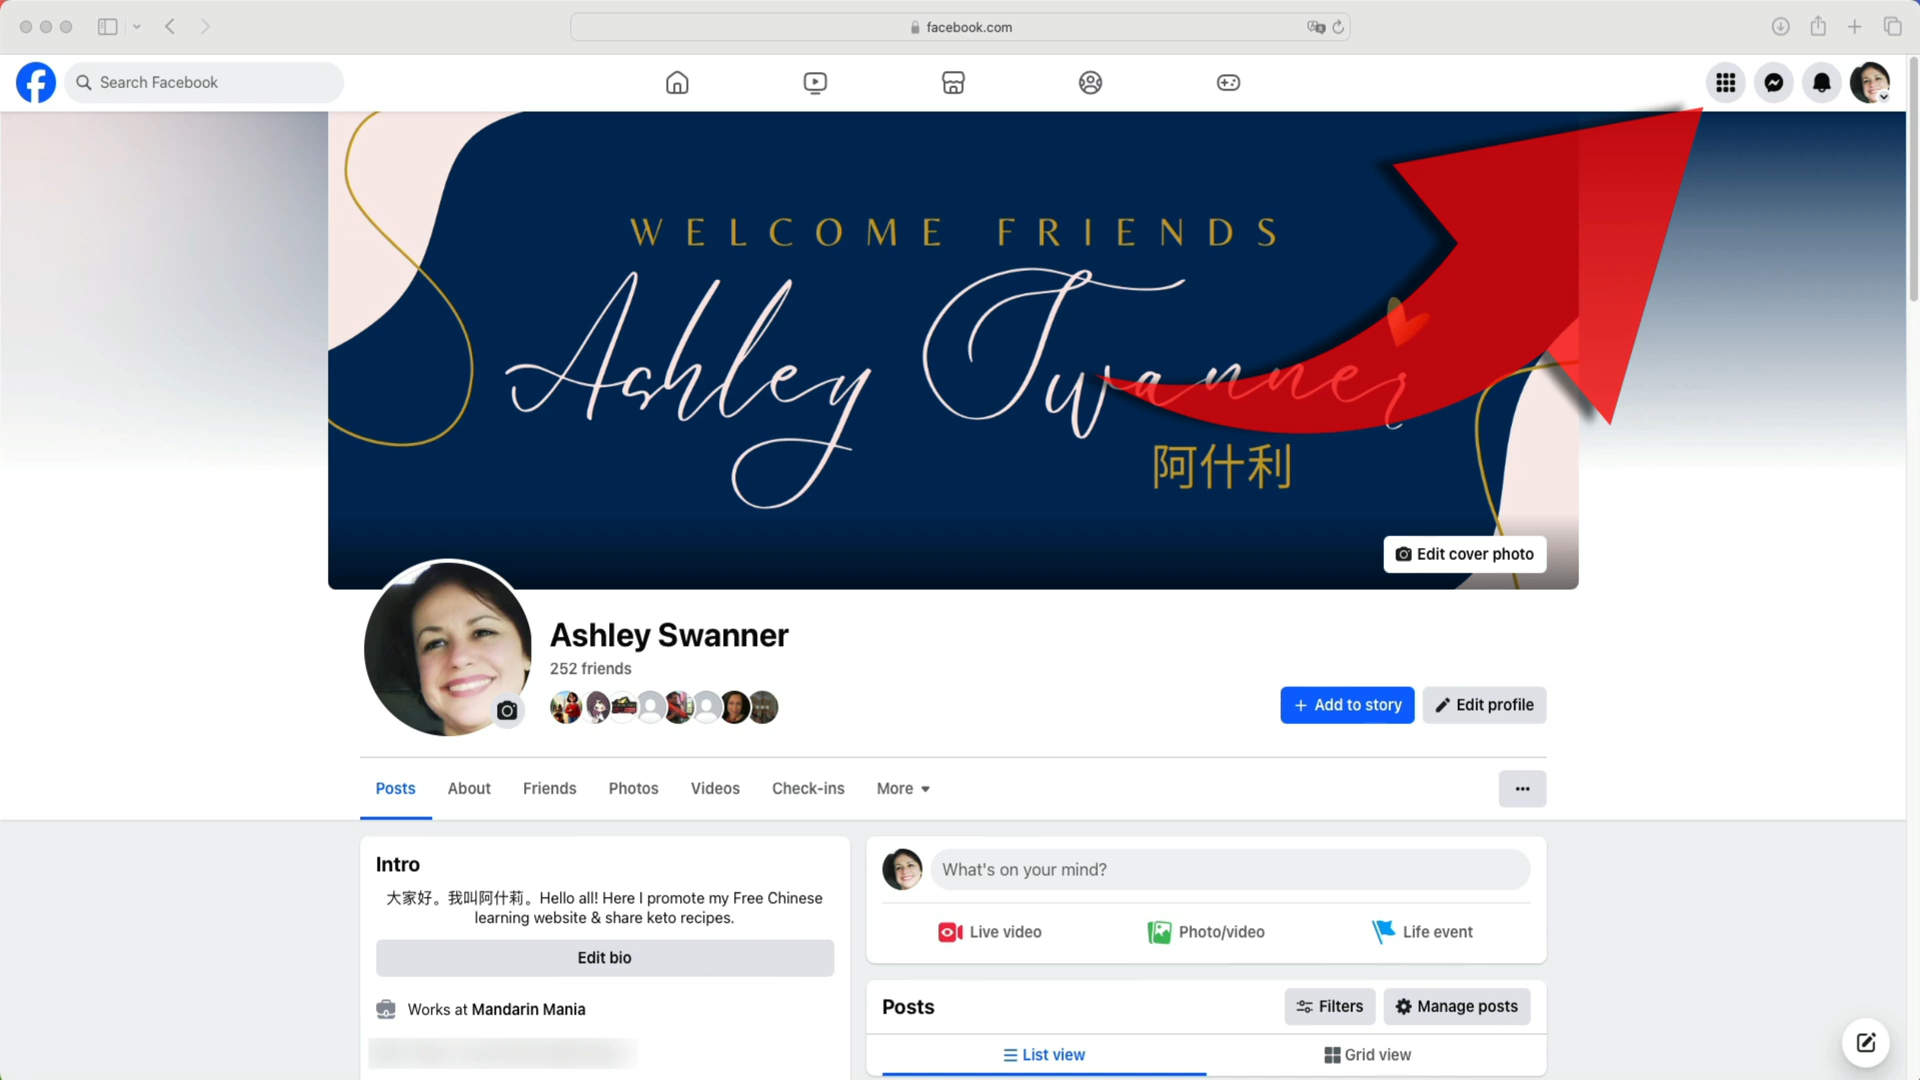 facebook.com
Search Facebook
WELCOME FRIENDS
Ashley Swanner
阿什利
Edit cover photo
Ashley Swanner
252 friends
+ Add to story
Edit profile
Posts
About
Friends
Photos
Videos
Check-ins
More
Intro
大家好。我叫阿什莉。Hello all! Here I promote my Free Chinese
learning website & share keto recipes.
Edit bio
Works at Mandarin Mania
What's on your mind?
Live video
Photo/video
Life event
Posts
Filters
Manage posts
List view
Grid view